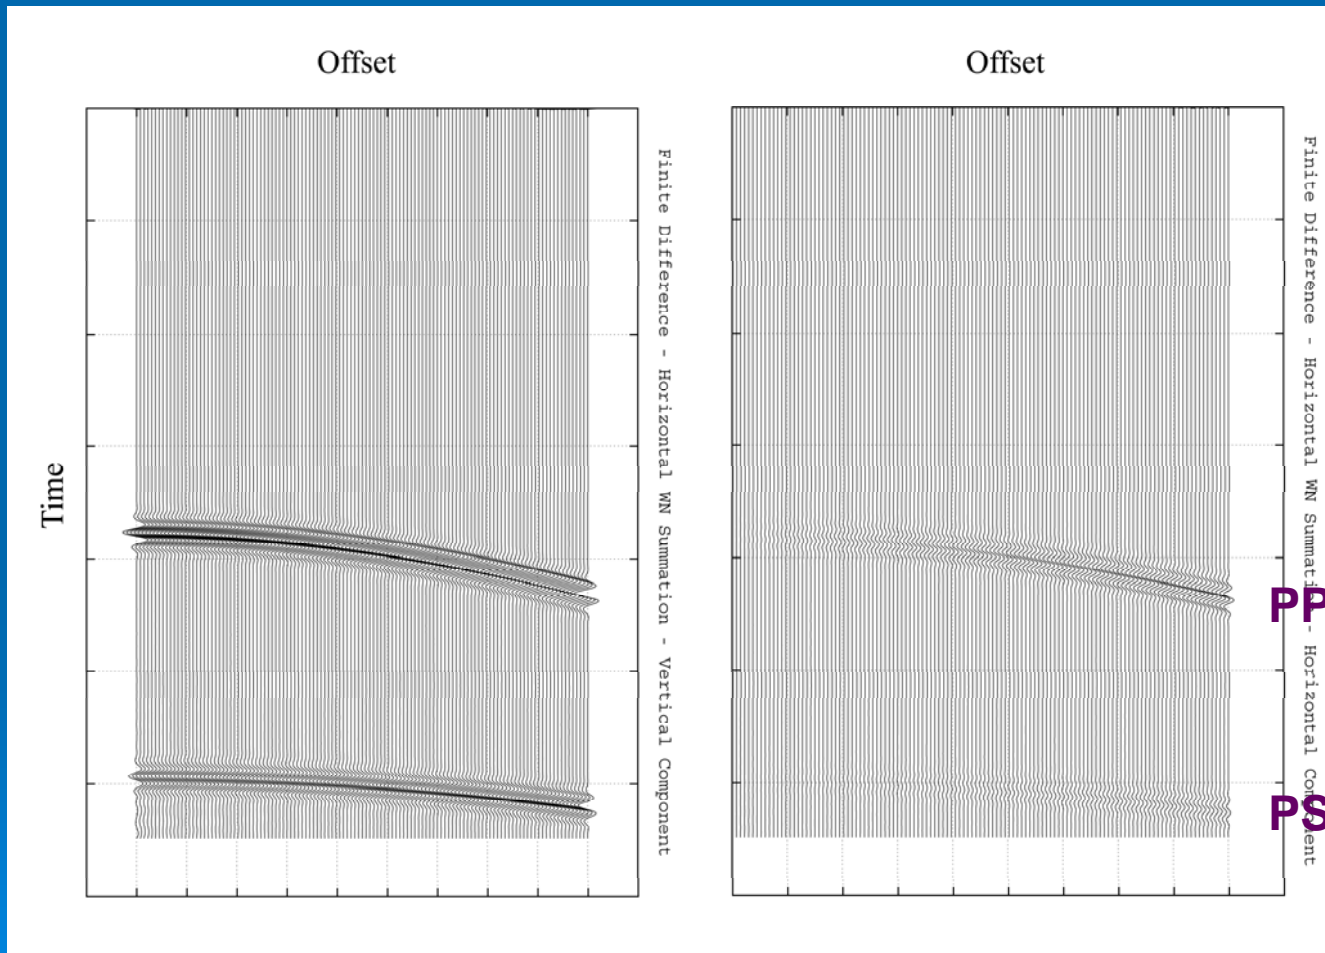 Offset
Offset
Time
Finite Difference - Horizontal WN Summation - Vertical Component
Finite Difference - Horizontal WN Summation - Horizontal Component
PP
PS